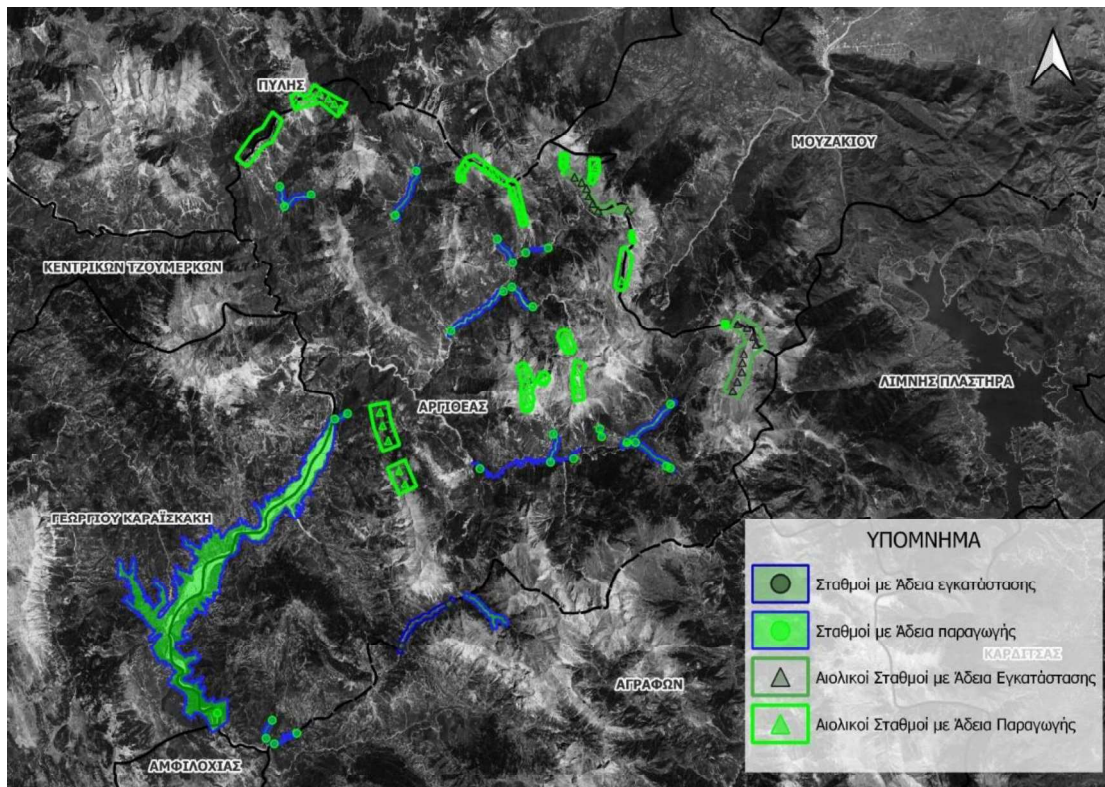 ΠΥΛΗΣ
ΜΟΥΖΑΚΙΟΥ
ΚΕΝΤΡΙΚΩΝ ΤΖΟΥΜΕΡΚΩΝ
ΛΙΜΝΗΣ ΠΛΑΣΤΗΡΑ
ΑΡΓΙΘΕΑΣ
ΓΕΩΡΓΙΟΥ ΚΑΡΑΪΣΚΑΚΗ
ΥΠΟΜΝΗΜΑ
Σταθμοί με Άδεια εγκατάστασης
Σταθμοί με Άδεια παραγωγής
ΚΑΡΔΙΤΣΑΣ
Αιολικοί Σταθμοί με Άδεια Εγκατάστασης
ΑΓΡΑΦΩΝ
Αιολικοί Σταθμοί με Άδεια Παραγωγής
ΑΜΦΙΛΟΧΙΑΣ